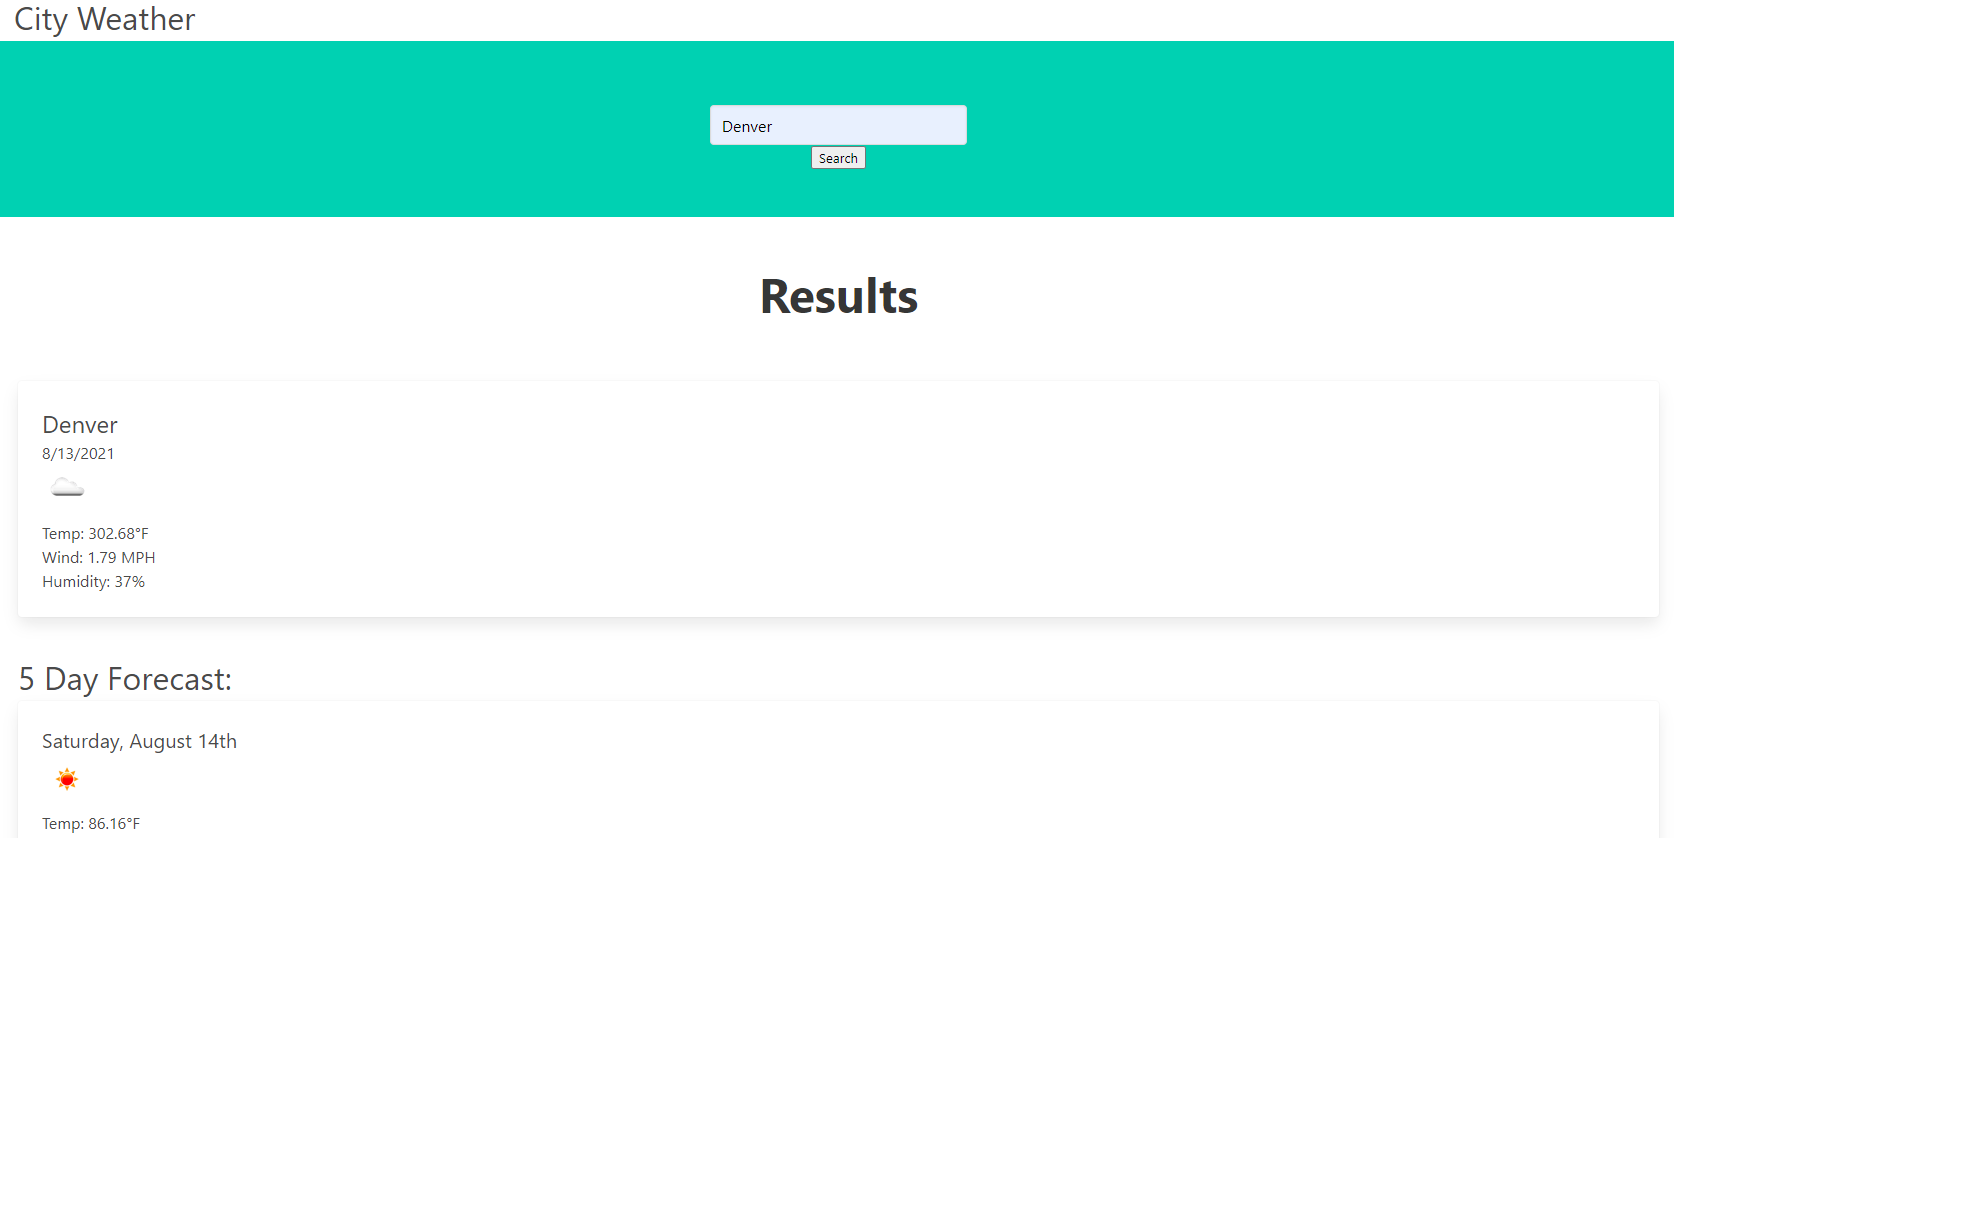 City Weather
Denver
Search
Results
Denver
8/13/2021
Temp: 302.68°F
Wind: 1.79 MPH
Humidity: 37%
5 Day Forecast:
Saturday, August 14th
Temp: 86.16°F